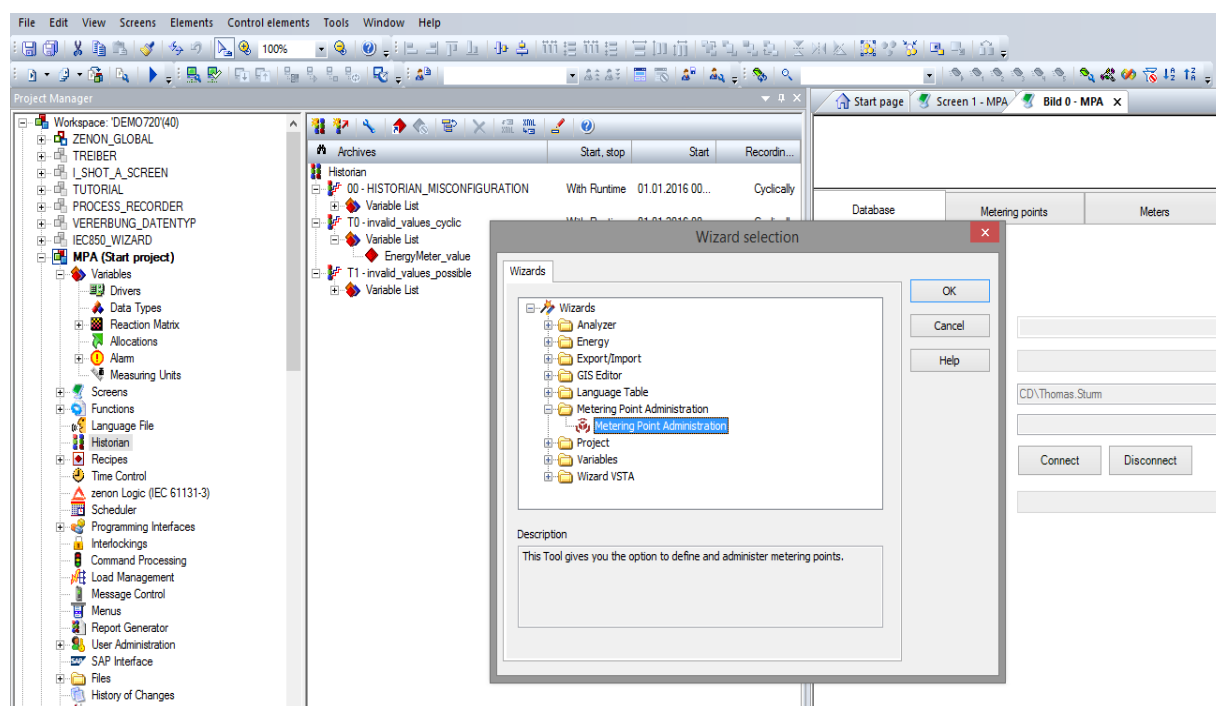 File Edit View Screens Elements Control elements Tools Window Help
100%
Project Manager
Start page
Screen 1 - MPA
Bild 0 - MPA
Workspace: 'DEMO720'(40)
ZENON_GLOBAL
TREIBER
I_SHOT_A_SCREEN
TUTORIAL
PROCESS_RECORDER
VERERBUNG_DATENTYP
IEC850_WIZARD
MPA (Start project)
Variables
Drivers
Data Types
Reaction Matrix
Allocations
Alarm
Measuring Units
Screens
Functions
Language File
Historian
Recipes
Time Control
zenon Logic (IEC 61131-3)
Scheduler
Programming Interfaces
Interlockings
Command Processing
Load Management
Message Control
Menus
Report Generator
User Administration
SAP Interface
Files
History of Changes
Archives Start, stop Start Recordin...
Historian
00 - HISTORIAN_MISCONFIGURATION With Runtime 01.01.2016 00... Cyclically
Variable List
T0 - invalid_values_cyclic
Variable List
EnergyMeter_value
T1 - invalid_values_possible
Variable List
Database Metering points Meters
CD\Thomas.Sturm
Connect Disconnect
Wizard selection
Wizards
Wizards
Analyzer
Energy
Export/Import
GIS Editor
Language Table
Metering Point Administration
Metering Point Administration
Project
Variables
Wizard VSTA
OK
Cancel
Help
Description
This Tool gives you the option to define and administer metering points.